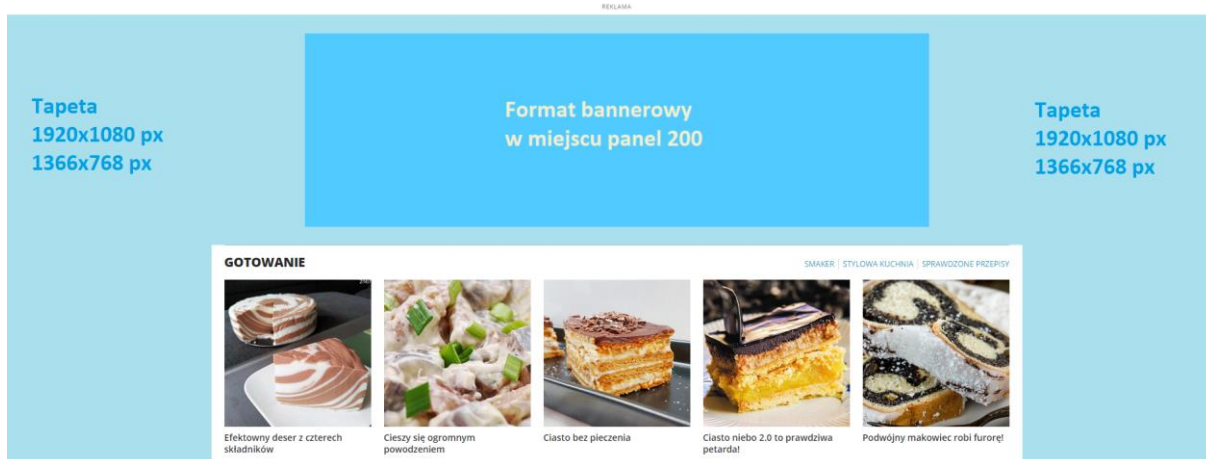 REKLAMA
Tapeta
1920x1080 px
1366x768 px
Format bannerowy
w miejscu panel 200
Tapeta
1920x1080 px
1366x768 px
GOTOWANIE
SMAKER | STYLOWA KUCHNIA | SPRAWDZONE PRZEPISY
Efektowny deser z czterech
składników
Cieszy się ogromnym
powodzeniem
Ciasto bez pieczenia
Ciasto niebo 2.0 to prawdziwa
petarda!
Podwójny makowiec robi furorę!